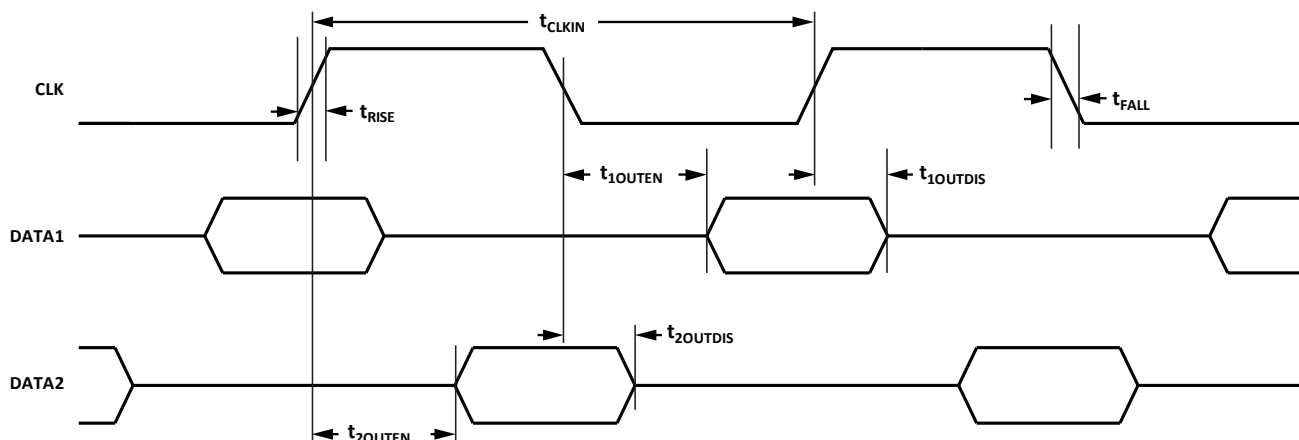 tCLKIN
CLK
tRISE
tFALL
t1OUTEN
t1OUTDIS
DATA1
t2OUTDIS
DATA2
t2OUTEN